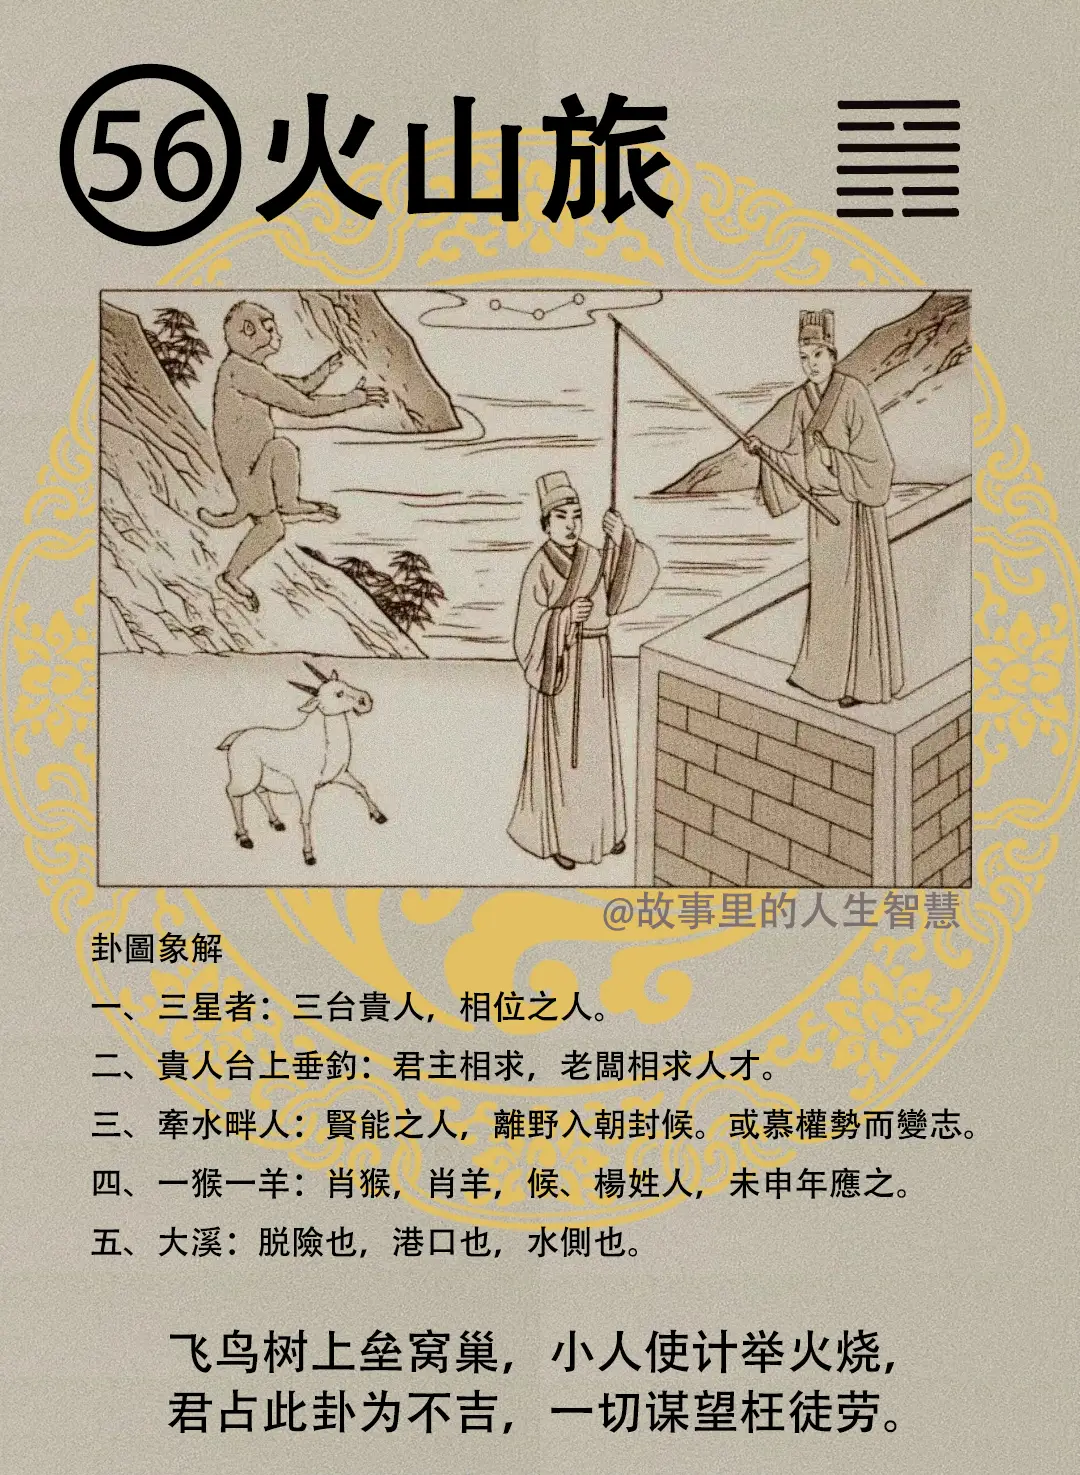 56 火山旅
@故事里的人生智慧
卦圖象解
一、三星者：三台貴人，相位之人。
二、貴人台上垂釣：君主相求，老闆相求人才。
三、牽水畔人：賢能之人，離野入朝封候。或慕權勢而變志。
四、一猴一羊：肖猴，肖羊，候、楊姓人，未申年應之。
五、大溪：脱險也，港口也，水側也。
飞鸟树上垒窝巢，小人使计举火烧，
君占此卦为不吉，一切谋望枉徒劳。